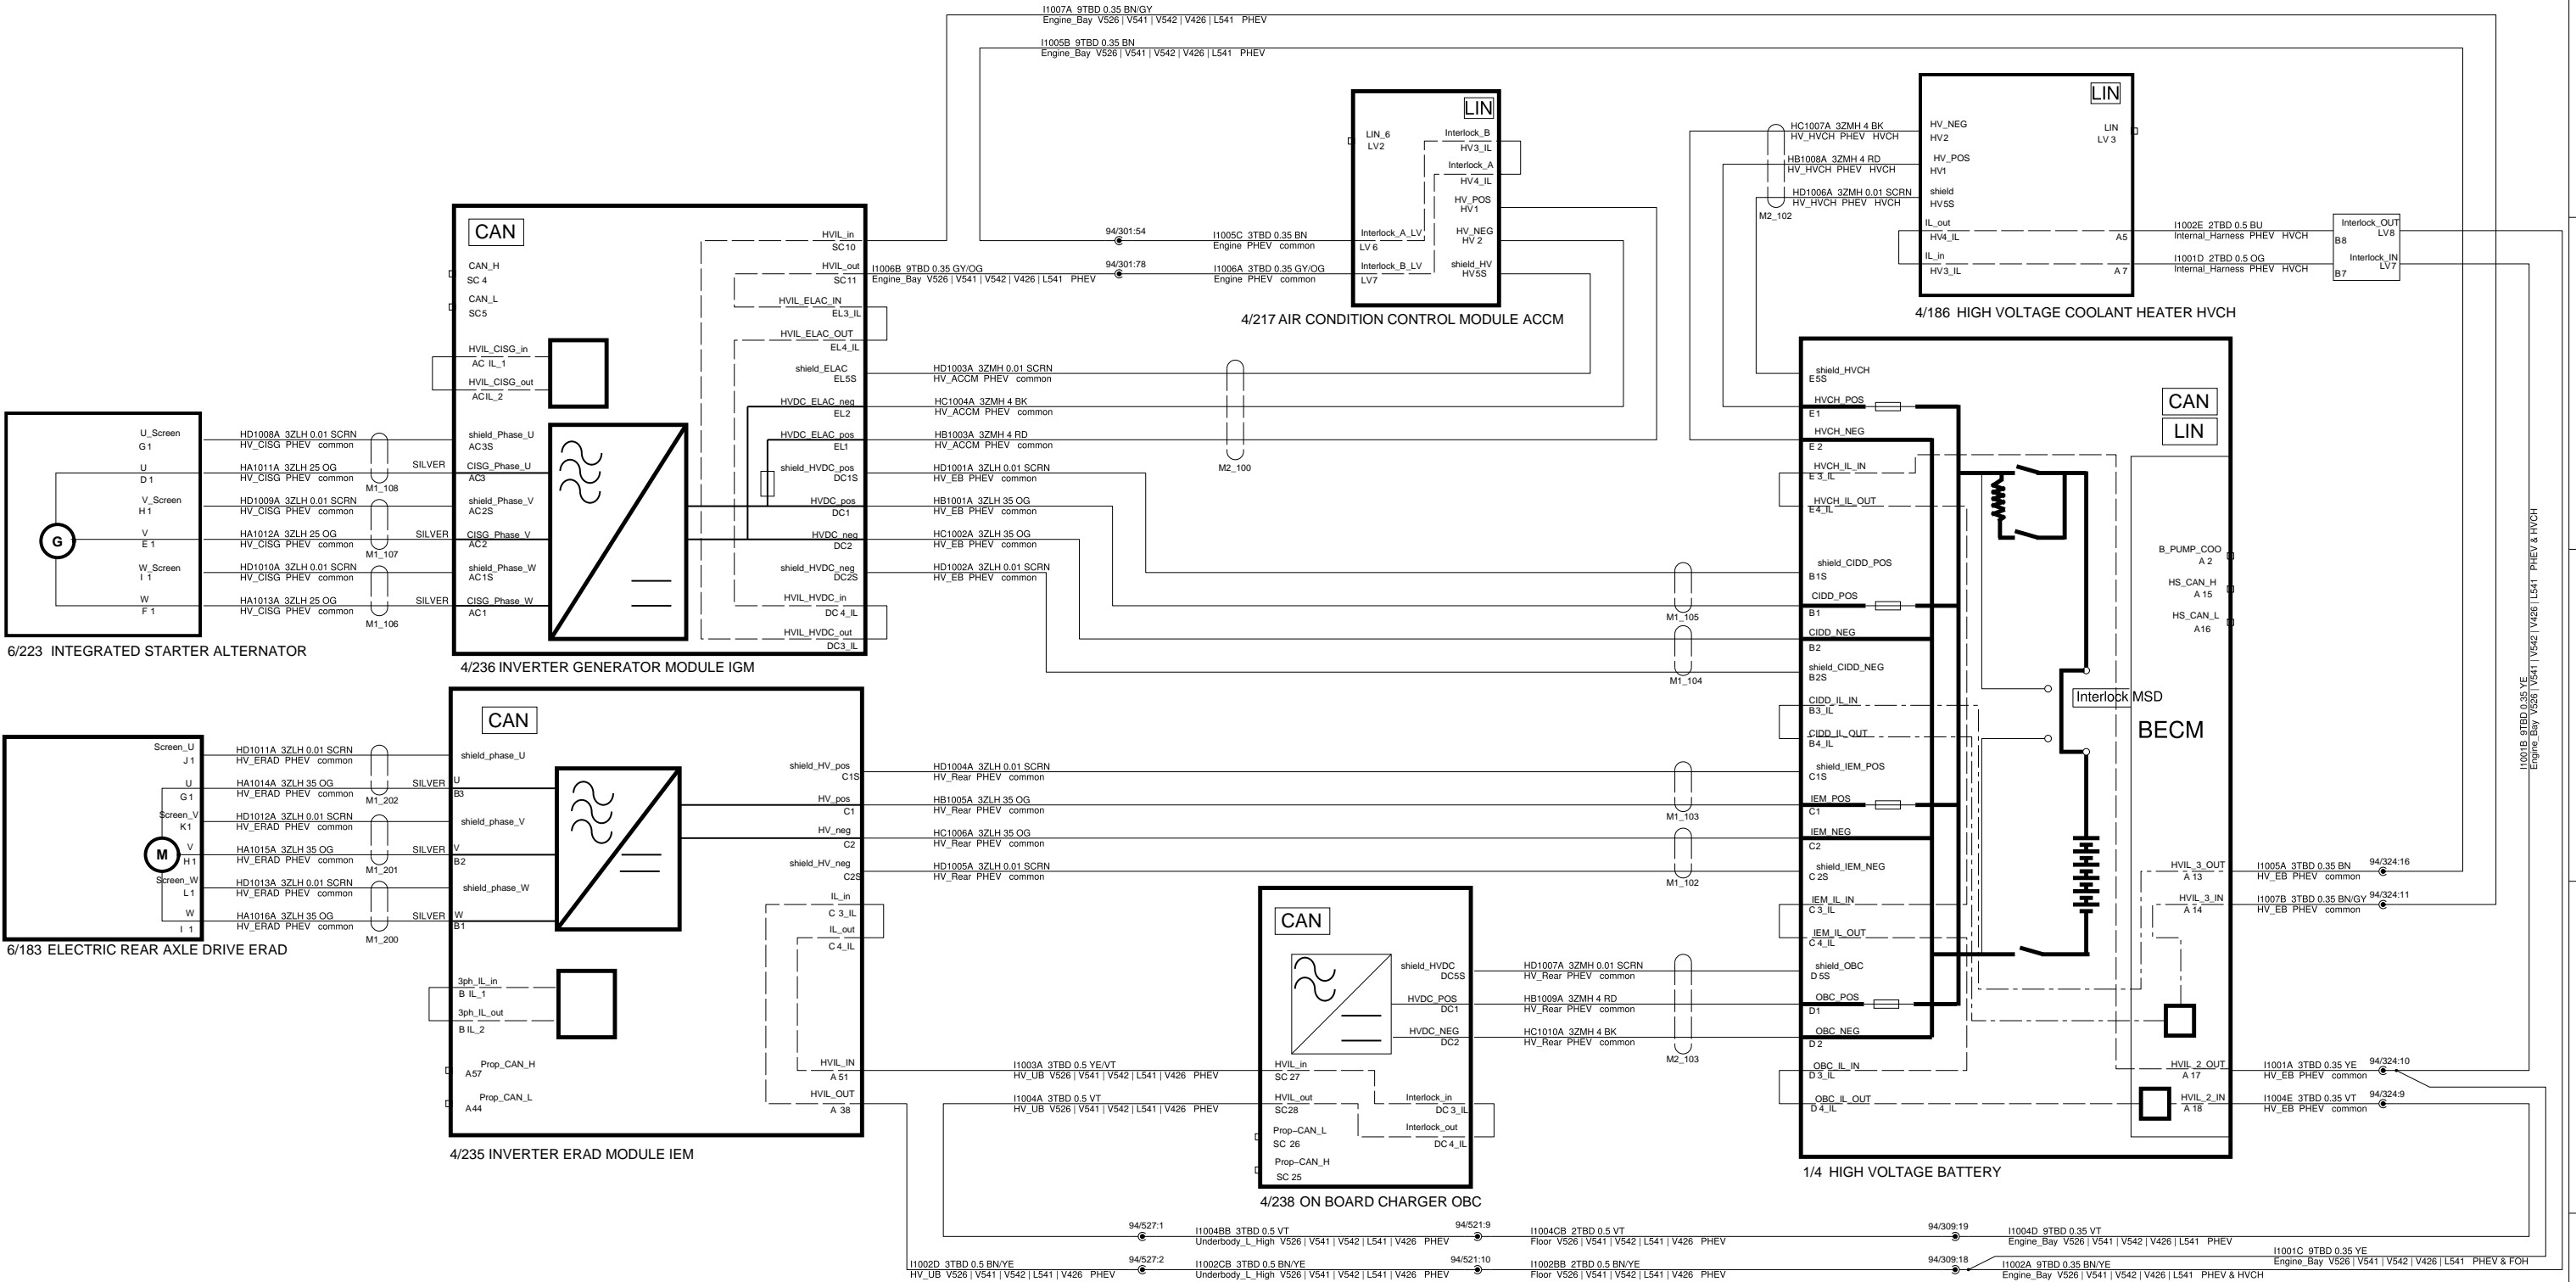 I1007A 9TBD 0.35 BN/GY
Engine_Bay V526 | V541 | V542 | V426 | L541 PHEV
I1005B 9TBD 0.35 BN
Engine_Bay V526 | V541 | V542 | V426 | L541 PHEV
LIN
LIN_6
LV2
Interlock_B
HV3_IL
Interlock_A
HV4_IL
HV_POS
HV1
HV_NEG
HV 2
shield_HV
HV5S
Interlock_A_LV
LV 6
Interlock_B_LV
LV7
94/301:54
I1005C 3TBD 0.35 BN
Engine PHEV common
94/301:78
I1006A 3TBD 0.35 GY/OG
Engine PHEV common
I1006B 9TBD 0.35 GY/OG
Engine_Bay V526 | V541 | V542 | V426 | L541 PHEV
4/217 AIR CONDITION CONTROL MODULE ACCM
LIN
HC1007A 3ZMH 4 BK
HV_HVCH PHEV HVCH
HB1008A 3ZMH 4 RD
HV_HVCH PHEV HVCH
HD1006A 3ZMH 0.01 SCRN
HV_HVCH PHEV HVCH
M2_102
HV_NEG
HV2
HV_POS
HV1
shield
HV5S
IL_out
HV4_IL
IL_in
HV3_IL
LIN
LV 3
A5
A 7
I1002E 2TBD 0.5 BU
Internal_Harness PHEV HVCH
I1001D 2TBD 0.5 OG
Internal_Harness PHEV HVCH
Interlock_OUT
LV8
B8
Interlock_IN
LV7
B7
4/186 HIGH VOLTAGE COOLANT HEATER HVCH
CAN
CAN_H
SC 4
CAN_L
SC5
HVIL_CISG_in
AC IL_1
HVIL_CISG_out
ACIL_2
shield_Phase_U
AC3S
CISG_Phase_U
AC3
shield_Phase_V
AC2S
CISG_Phase_V
AC2
shield_Phase_W
AC1S
CISG_Phase_W
AC1
HVIL_in
SC10
HVIL_out
SC11
HVIL_ELAC_IN
EL3_IL
HVIL_ELAC_OUT
EL4_IL
shield_ELAC
EL5S
HVDC_ELAC_neg
EL2
HVDC_ELAC_pos
EL1
shield_HVDC_pos
DC1S
HVDC_pos
DC1
HVDC_neg
DC2
shield_HVDC_neg
DC2S
HVIL_HVDC_in
DC 4_IL
HVIL_HVDC_out
DC3_IL
4/236 INVERTER GENERATOR MODULE IGM
HD1003A 3ZMH 0.01 SCRN
HV_ACCM PHEV common
HC1004A 3ZMH 4 BK
HV_ACCM PHEV common
HB1003A 3ZMH 4 RD
HV_ACCM PHEV common
M2_100
HD1001A 3ZLH 0.01 SCRN
HV_EB PHEV common
HB1001A 3ZLH 35 OG
HV_EB PHEV common
HC1002A 3ZLH 35 OG
HV_EB PHEV common
HD1002A 3ZLH 0.01 SCRN
HV_EB PHEV common
M1_105
M1_104
U_Screen
G1
U
D 1
V_Screen
H1
V
E 1
W_Screen
I 1
W
F 1
G
HD1008A 3ZLH 0.01 SCRN
HV_CISG PHEV common
HA1011A 3ZLH 25 OG
HV_CISG PHEV common
SILVER
M1_108
HD1009A 3ZLH 0.01 SCRN
HV_CISG PHEV common
HA1012A 3ZLH 25 OG
HV_CISG PHEV common
SILVER
M1_107
HD1010A 3ZLH 0.01 SCRN
HV_CISG PHEV common
HA1013A 3ZLH 25 OG
HV_CISG PHEV common
SILVER
M1_106
6/223 INTEGRATED STARTER ALTERNATOR
Screen_U
J 1
U
G 1
Screen_V
K1
V
H 1
Screen_W
L 1
W
I 1
M
HD1011A 3ZLH 0.01 SCRN
HV_ERAD PHEV common
HA1014A 3ZLH 35 OG
HV_ERAD PHEV common
SILVER
M1_202
HD1012A 3ZLH 0.01 SCRN
HV_ERAD PHEV common
HA1015A 3ZLH 35 OG
HV_ERAD PHEV common
SILVER
M1_201
HD1013A 3ZLH 0.01 SCRN
HV_ERAD PHEV common
HA1016A 3ZLH 35 OG
HV_ERAD PHEV common
SILVER
M1_200
6/183 ELECTRIC REAR AXLE DRIVE ERAD
CAN
shield_phase_U
U
B3
shield_phase_V
V
B2
shield_phase_W
W
B1
3ph_IL_in
B IL_1
3ph_IL_out
B IL_2
Prop_CAN_H
A57
Prop_CAN_L
A44
shield_HV_pos
C1S
HV_pos
C1
HV_neg
C2
shield_HV_neg
C2S
IL_in
C 3_IL
IL_out
C 4_IL
HVIL_IN
A 51
HVIL_OUT
A 38
4/235 INVERTER ERAD MODULE IEM
HD1004A 3ZLH 0.01 SCRN
HV_Rear PHEV common
HB1005A 3ZLH 35 OG
HV_Rear PHEV common
M1_103
HC1006A 3ZLH 35 OG
HV_Rear PHEV common
HD1005A 3ZLH 0.01 SCRN
HV_Rear PHEV common
M1_102
I1003A 3TBD 0.5 YE/VT
HV_UB V526 | V541 | V542 | L541 | V426 PHEV
I1004A 3TBD 0.5 VT
HV_UB V526 | V541 | V542 | L541 | V426 PHEV
CAN
shield_HVDC
DC5S
HVDC_POS
DC1
HVDC_NEG
DC2
HVIL_in
SC 27
HVIL_out
SC28
Prop-CAN_L
SC 26
Prop-CAN_H
SC 25
Interlock_in
DC 3_IL
Interlock_out
DC 4_IL
4/238 ON BOARD CHARGER OBC
HD1007A 3ZMH 0.01 SCRN
HV_Rear PHEV common
HB1009A 3ZMH 4 RD
HV_Rear PHEV common
HC1010A 3ZMH 4 BK
HV_Rear PHEV common
M2_103
shield_HVCH
E5S
HVCH_POS
E1
HVCH_NEG
E 2
HVCH_IL_IN
E 3_IL
HVCH_IL_OUT
E4_IL
shield_CIDD_POS
B1S
CIDD_POS
B1
CIDD_NEG
B2
shield_CIDD_NEG
B2S
CIDD_IL_IN
B3_IL
CIDD_IL_OUT
B4_IL
shield_IEM_POS
C1S
IEM_POS
C1
IEM_NEG
C2
shield_IEM_NEG
C 2S
IEM_IL_IN
C 3_IL
IEM_IL_OUT
C 4_IL
shield_OBC
D 5S
OBC_POS
D1
OBC_NEG
D 2
OBC_IL_IN
D 3_IL
OBC_IL_OUT
D 4_IL
CAN
LIN
B_PUMP_COO
A 2
HS_CAN_H
A 15
HS_CAN_L
A16
Interlock MSD
BECM
HVIL_3_OUT
A 13
HVIL_3_IN
A 14
HVIL_2_OUT
A 17
HVIL_2_IN
A 18
1/4 HIGH VOLTAGE BATTERY
I1005A 3TBD 0.35 BN
HV_EB PHEV common
94/324:16
I1007B 3TBD 0.35 BN/GY
HV_EB PHEV common
94/324:11
I1001A 3TBD 0.35 YE
HV_EB PHEV common
94/324:10
I1004E 3TBD 0.35 VT
HV_EB PHEV common
94/324:9
I1001B 9TBD 0.35 YE
Engine_Bay V526 | V541 | V542 | V426 | L541 PHEV & HVCH
94/527:1
I1004BB 3TBD 0.5 VT
Underbody_L_High V526 | V541 | V542 | L541 | V426 PHEV
94/521:9
I1004CB 2TBD 0.5 VT
Floor V526 | V541 | V542 | L541 | V426 PHEV
94/309:19
I1004D 9TBD 0.35 VT
Engine_Bay V526 | V541 | V542 | V426 | L541 PHEV
I1002D 3TBD 0.5 BN/YE
HV_UB V526 | V541 | V542 | L541 | V426 PHEV
94/527:2
I1002CB 3TBD 0.5 BN/YE
Underbody_L_High V526 | V541 | V542 | L541 | V426 PHEV
94/521:10
I1002BB 2TBD 0.5 BN/YE
Floor V526 | V541 | V542 | L541 | V426 PHEV
94/309:18
I1002A 9TBD 0.35 BN/YE
Engine_Bay V526 | V541 | V542 | V426 | L541 PHEV & HVCH
I1001C 9TBD 0.35 YE
Engine_Bay V526 | V541 | V542 | V426 | L541 PHEV & FOH